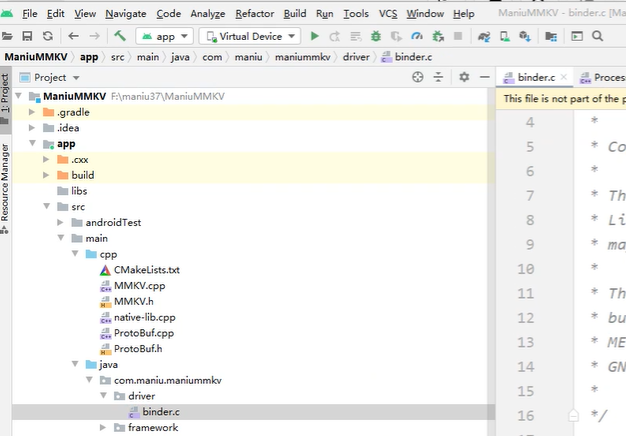 File Edit View Navigate Code Analyze Refactor Build Run Tools VCS Window Help ManiuMMKV - binder.c [Ma
app Virtual Device
ManiuMMKV app src main java com maniu maniummkv driver binder.c
1: Project
Resource Manager
Project
binder.c
Process
ManiuMMKV F:\maniu37\ManiuMMKV
This file is not part of the p
.gradle
.idea
app
.cxx
build
libs
src
androidTest
main
cpp
CMakeLists.txt
MMKV.cpp
MMKV.h
native-lib.cpp
ProtoBuf.cpp
ProtoBuf.h
java
com.maniu.maniummkv
driver
binder.c
framework
4 *
5 * Co
6 *
7 * Th
8 * Li
9 * ma
10 *
11 * Th
12 * bu
13 * ME
14 * GN
15 *
16 */